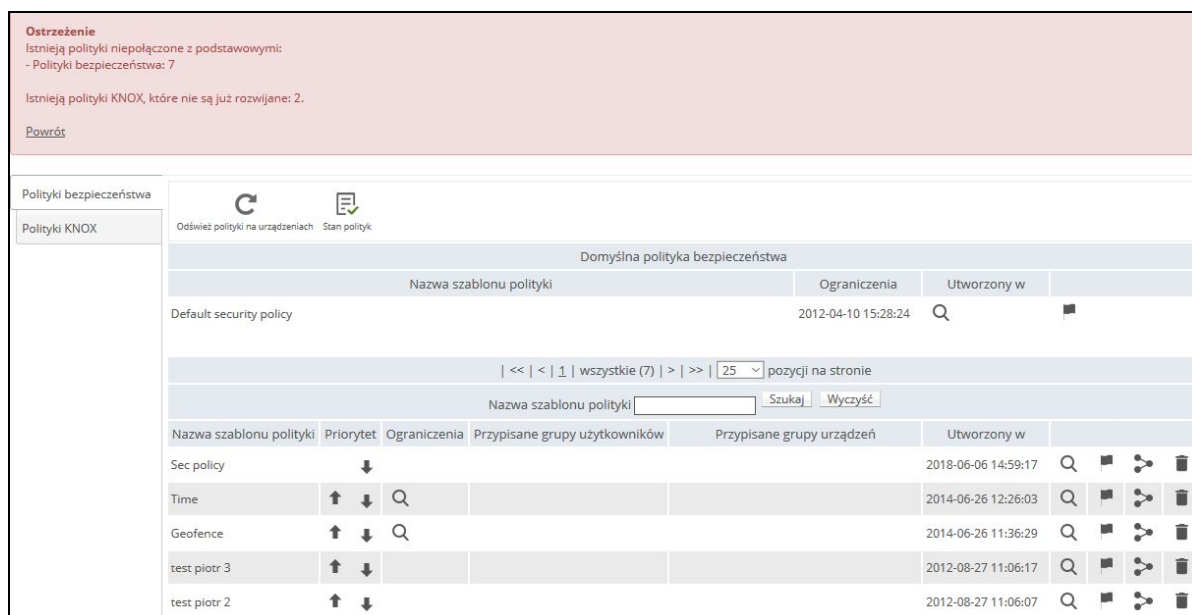 Ostrzeżenie
Istnieją polityki niepołączone z podstawowymi:
- Polityki bezpieczeństwa: 7
Istnieją polityki KNOX, które nie są już rozwijane: 2.
Powrót
Polityki bezpieczeństwa
Polityki KNOX
Odśwież polityki na urządzeniach Stan polityk
Domyślna polityka bezpieczeństwa
Nazwa szablonu polityki Ograniczenia Utworzony w
Default security policy 2012-04-10 15:28:24
| << | < | 1 | wszystkie (7) | > | >> | 25 pozycji na stronie
Nazwa szablonu polityki Szukaj Wyczyść
Nazwa szablonu polityki Priorytet Ograniczenia Przypisane grupy użytkowników Przypisane grupy urządzeń Utworzony w
Sec policy 2018-06-06 14:59:17
Time 2014-06-26 12:26:03
Geofence 2014-06-26 11:36:29
test piotr 3 2012-08-27 11:06:17
test piotr 2 2012-08-27 11:06:07